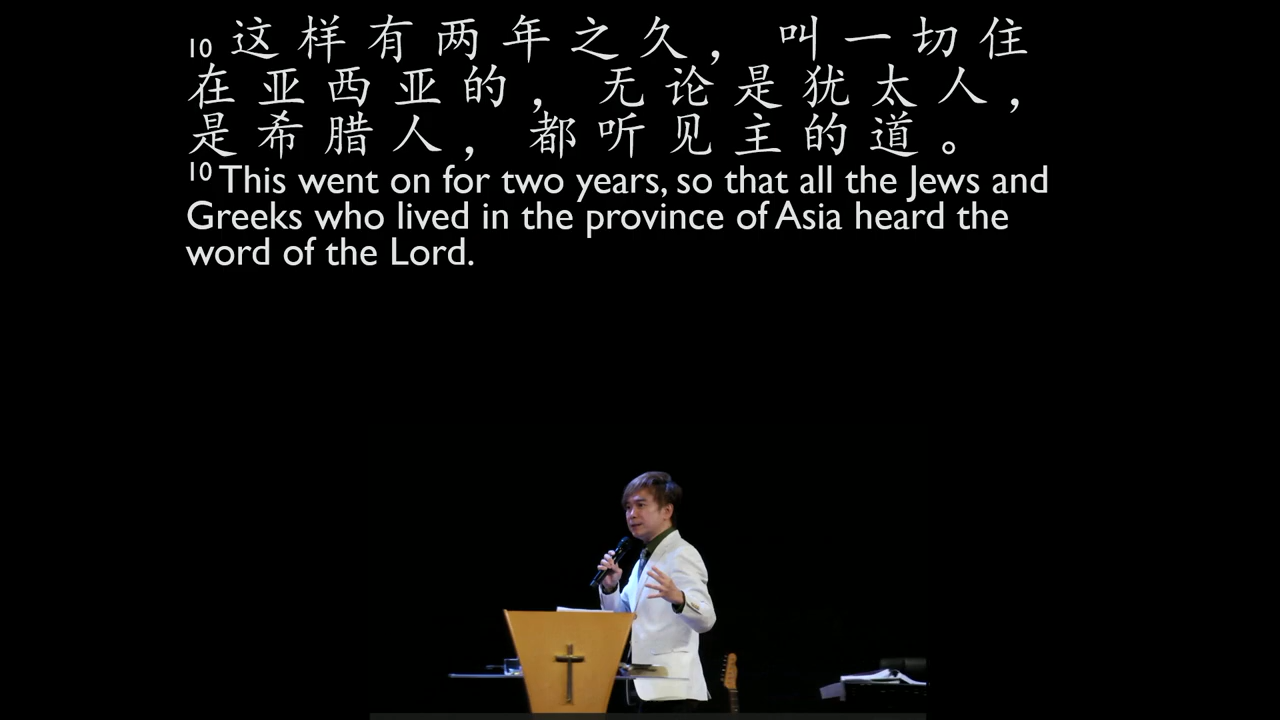 10 这样有两年之久，叫一切住
在亚西亚的，无论是犹太人，
是希腊人，都听见主的道。
10 This went on for two years, so that all the Jews and
Greeks who lived in the province of Asia heard the
word of the Lord.